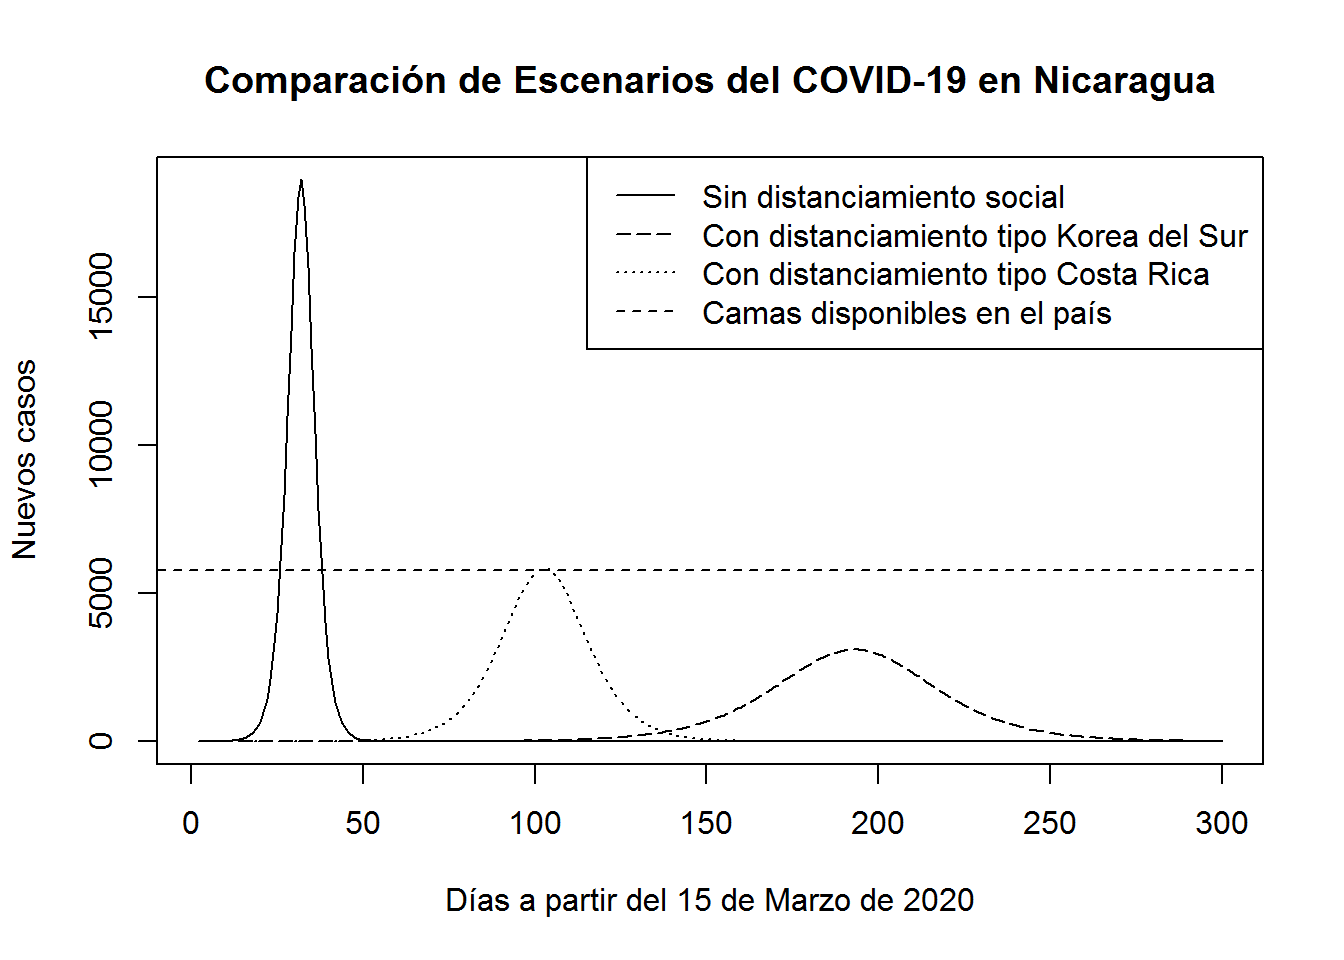 Comparación de Escenarios del COVID-19 en Nicaragua
Sin distanciamiento social
Con distanciamiento tipo Korea del Sur
Con distanciamiento tipo Costa Rica
Camas disponibles en el país
Nuevos casos
15000
10000
5000
0
0 50 100 150 200 250 300
Días a partir del 15 de Marzo de 2020